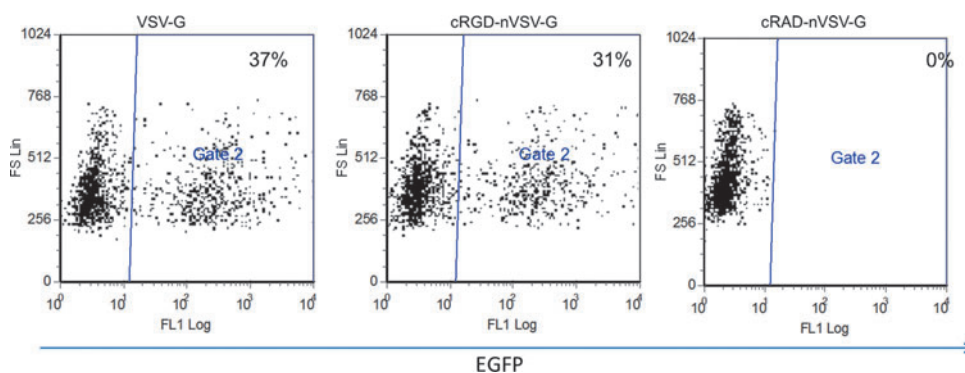 VSV-G
1024
768
512
256
0
FS Lin
37%
Gate 2
10⁰ 10¹ 10² 10³ 10⁴
FL1 Log
cRGD-nVSV-G
1024
768
512
256
0
FS Lin
31%
Gate 2
10⁰ 10¹ 10² 10³ 10⁴
FL1 Log
cRAD-nVSV-G
1024
768
512
256
0
FS Lin
0%
Gate 2
10⁰ 10¹ 10² 10³ 10⁴
FL1 Log
EGFP